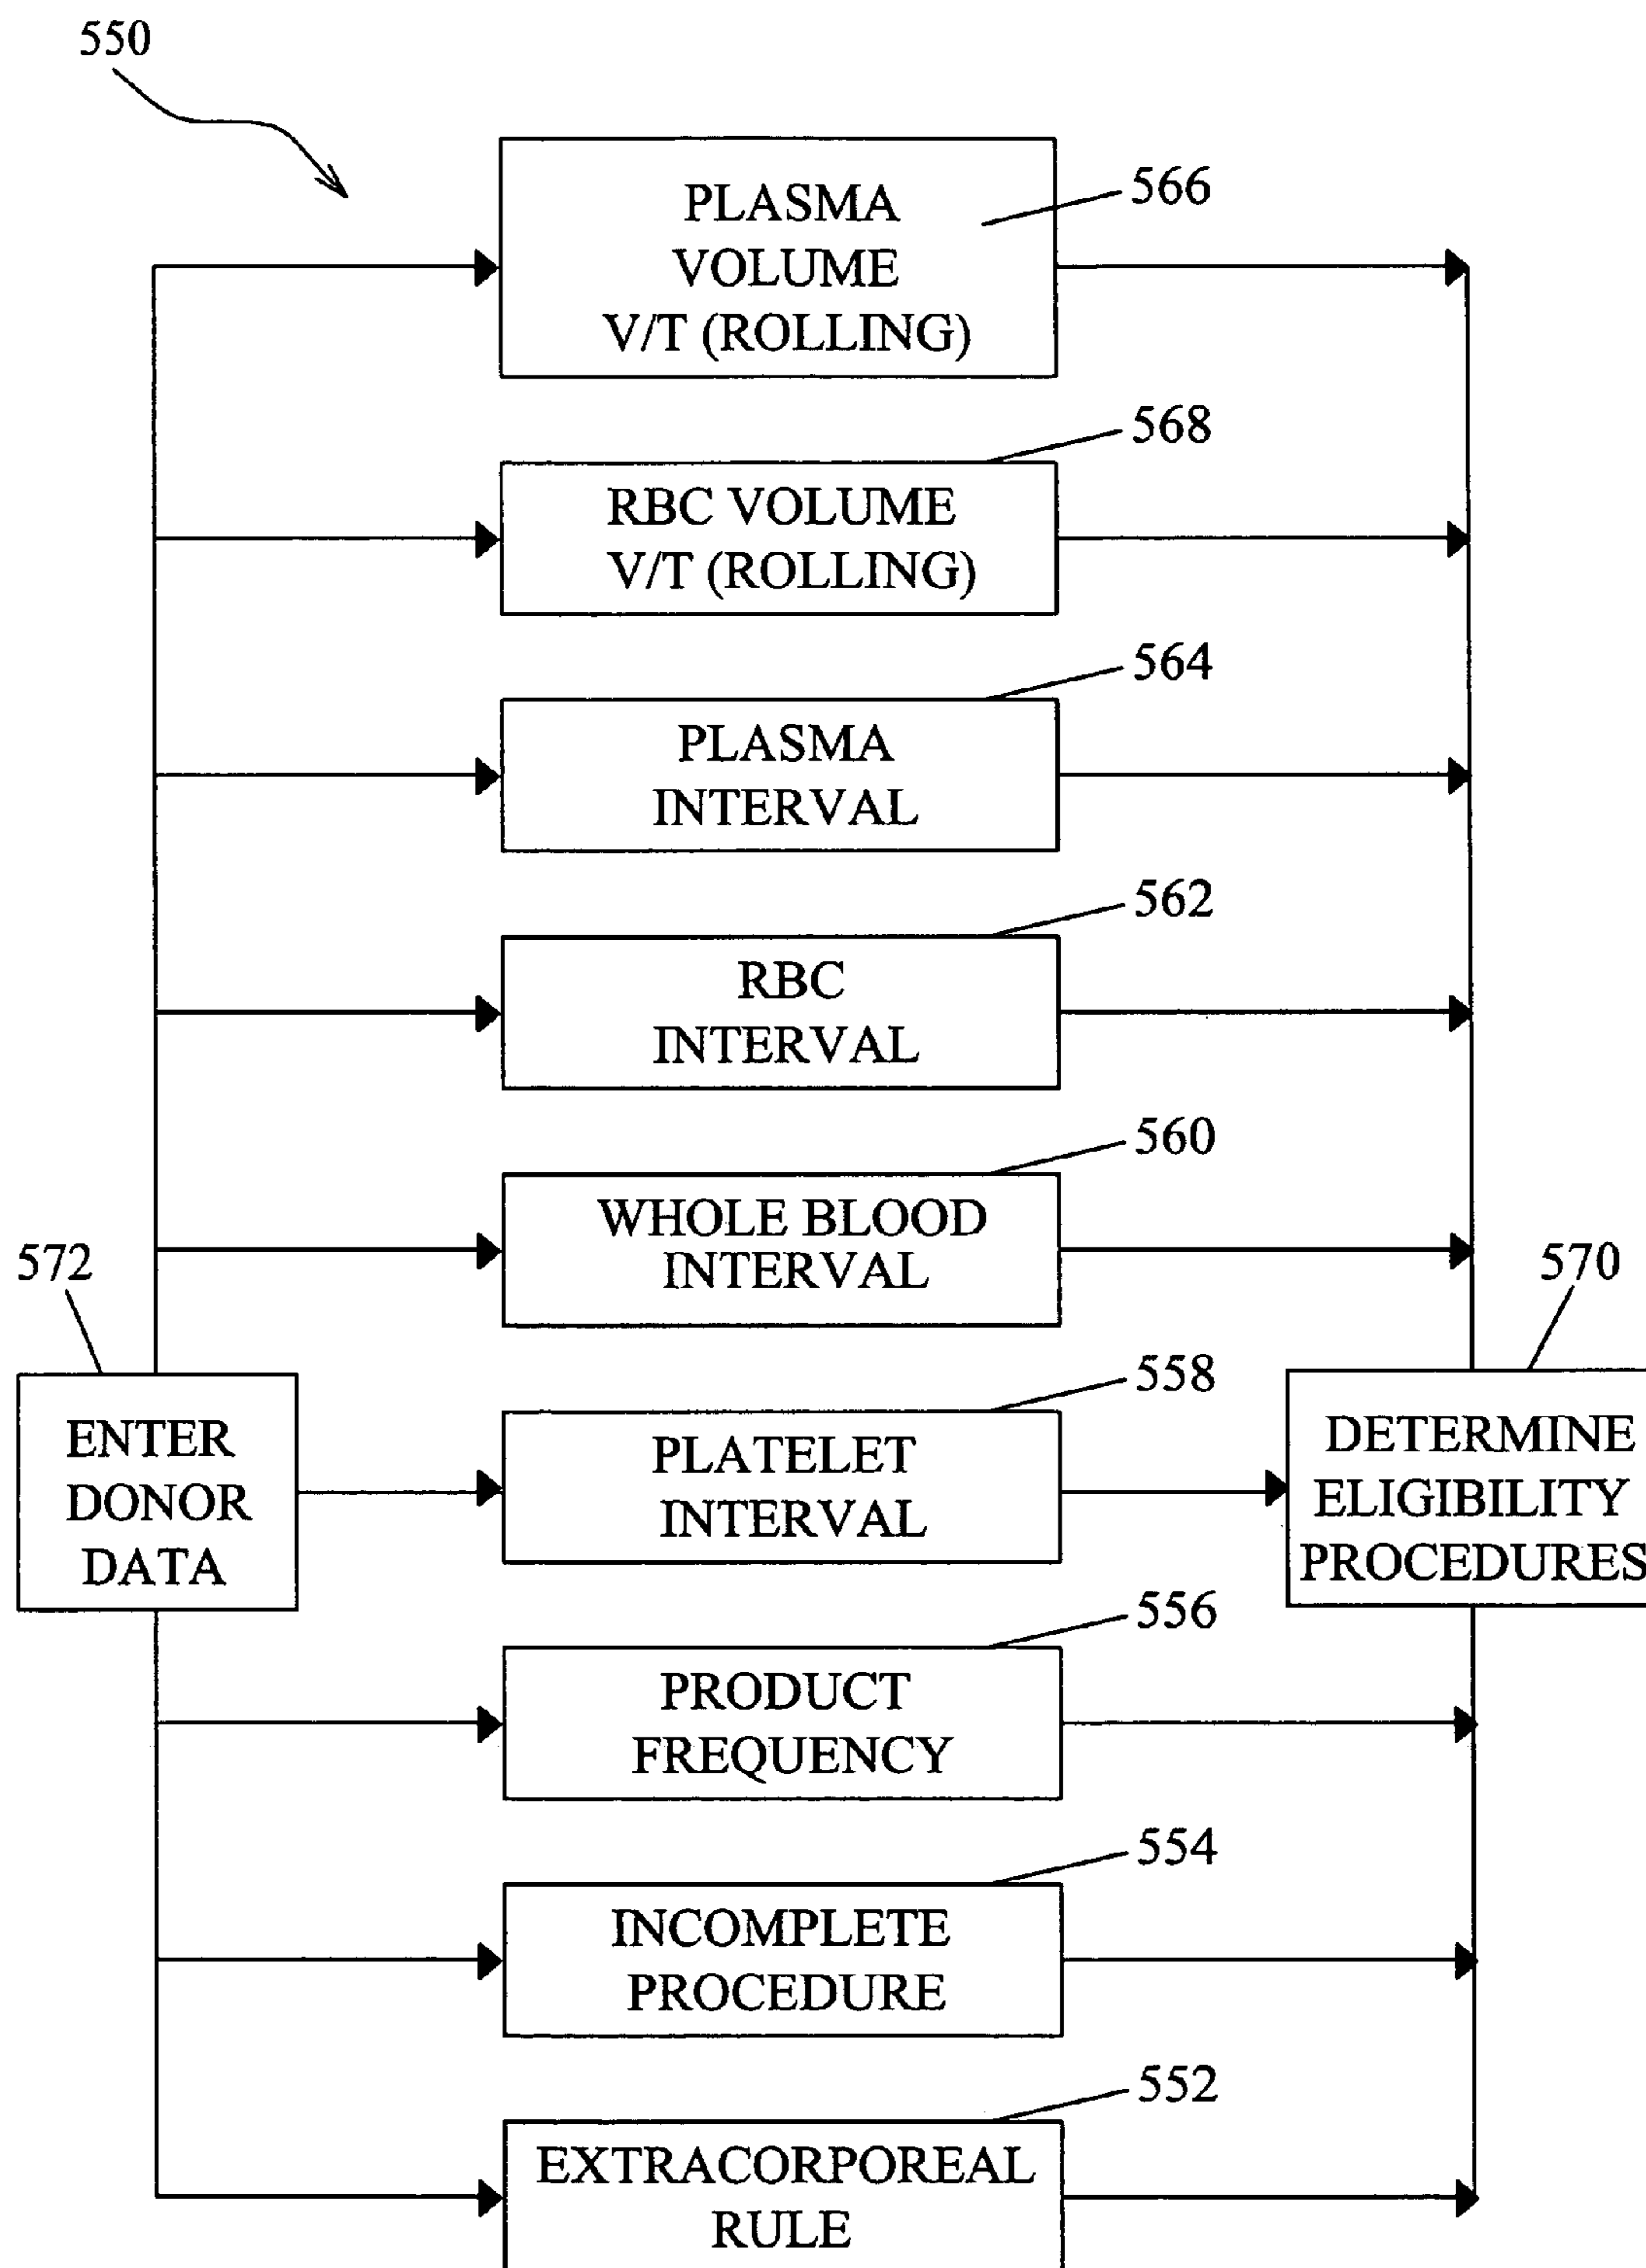 550
PLASMA
VOLUME
V/T (ROLLING)
566
RBC VOLUME
V/T (ROLLING)
568
PLASMA
INTERVAL
564
RBC
INTERVAL
562
WHOLE BLOOD
INTERVAL
560
572
ENTER
DONOR
DATA
PLATELET
INTERVAL
558
570
DETERMINE
ELIGIBILITY
PROCEDURES
PRODUCT
FREQUENCY
556
INCOMPLETE
PROCEDURE
554
EXTRACORPOREAL
RULE
552